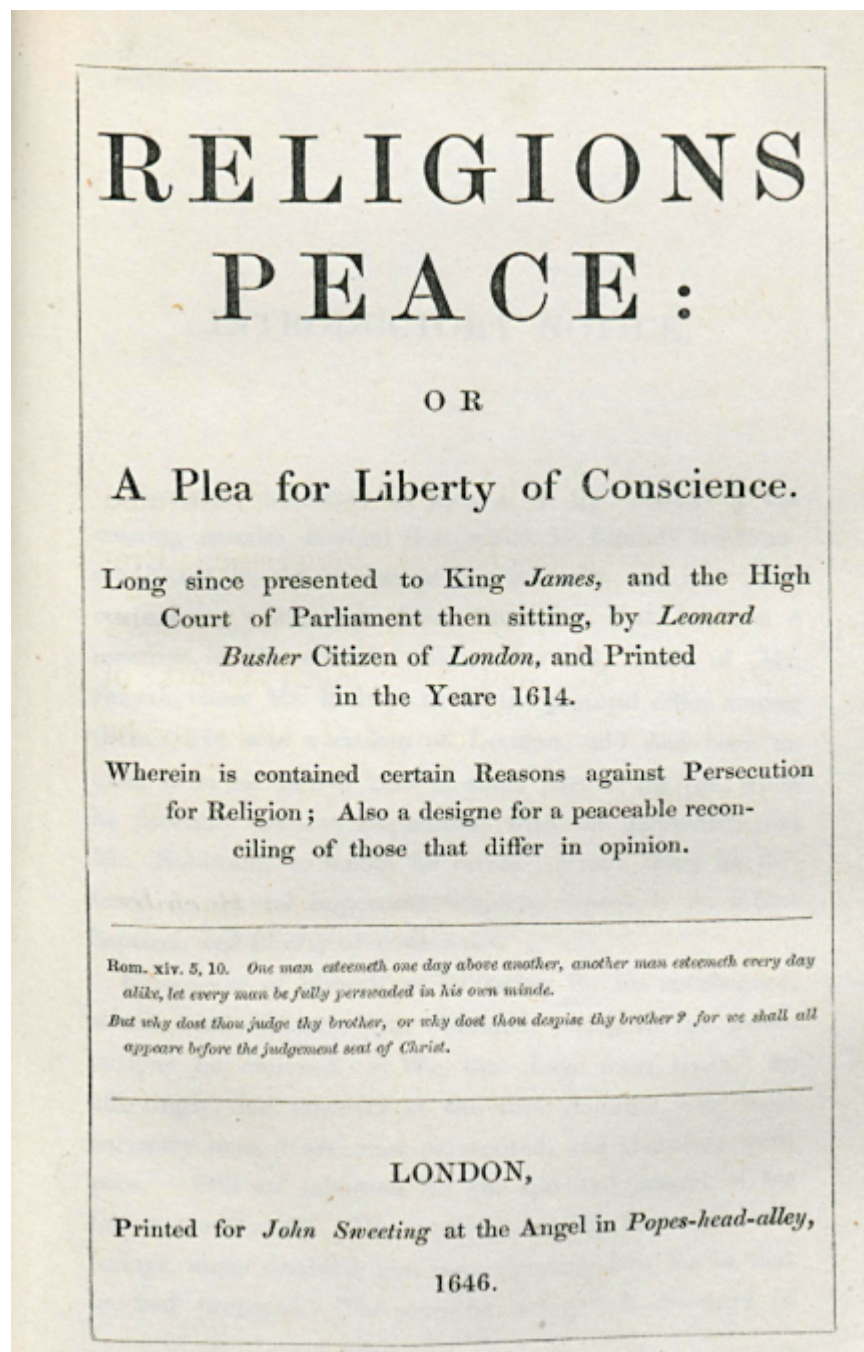 RELIGIONS
PEACE:
OR
A Plea for Liberty of Conscience.
Long since presented to King James, and the High
Court of Parliament then sitting, by Leonard
Busher Citizen of London, and Printed
in the Yeare 1614.
Wherein is contained certain Reasons against Persecution
for Religion; Also a designe for a peaceable recon-
ciling of those that differ in opinion.
Rom. xiv. 5, 10. One man esteemeth one day above another, another man esteemeth every day
alike, let every man be fully perswaded in his own minde.
But why dost thou judge thy brother, or why dost thou despise thy brother? for we shall all
appeare before the judgement seat of Christ.
LONDON,
Printed for John Sweeting at the Angel in Popes-head-alley,
1646.